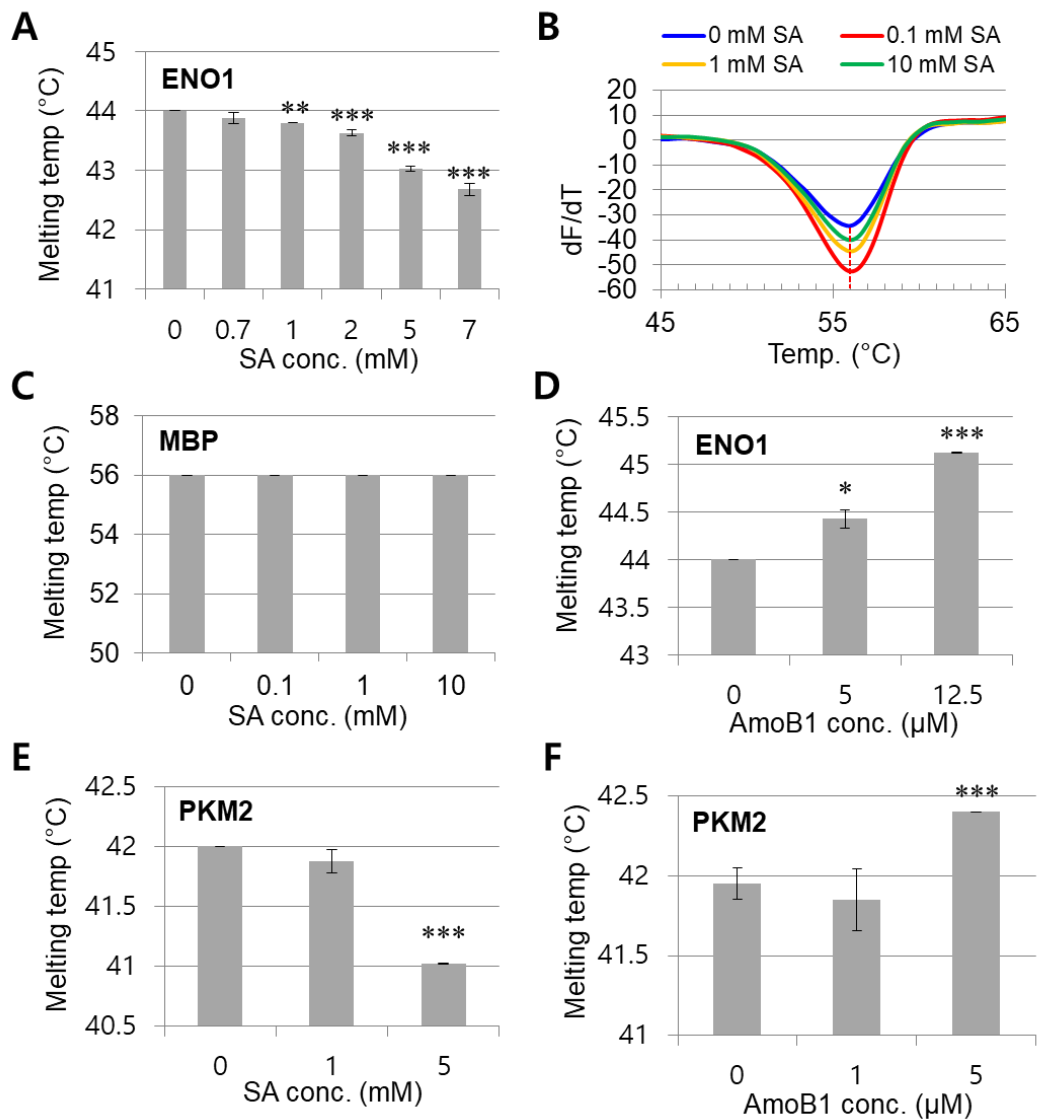 A
ENO1
Melting temp (°C)
45
44
43
42
41
**
***
***
***
0 0.7 1 2 5 7
SA conc. (mM)
B
0 mM SA 0.1 mM SA
1 mM SA 10 mM SA
dF/dT
20
10
0
-10
-20
-30
-40
-50
-60
45 55 65
Temp. (°C)
C
MBP
Melting temp (°C)
58
56
54
52
50
0 0.1 1 10
SA conc. (mM)
D
ENO1
Melting temp (°C)
45.5
45
44.5
44
43.5
43
*
***
0 5 12.5
AmoB1 conc. (µM)
E
PKM2
Melting temp (°C)
42.5
42
41.5
41
40.5
***
0 1 5
SA conc. (mM)
F
PKM2
Melting temp (°C)
42.5
42
41.5
41
***
0 1 5
AmoB1 conc. (µM)